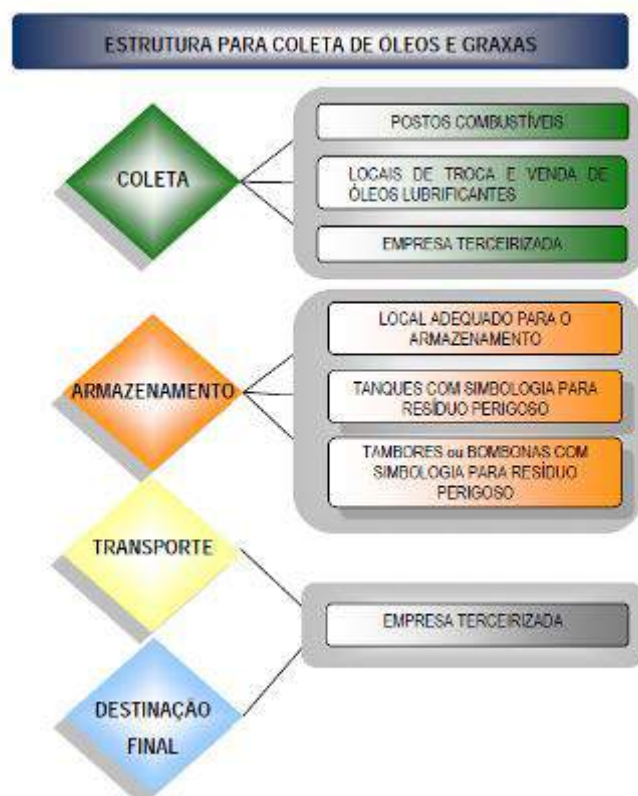 ESTRUTURA PARA COLETA DE ÓLEOS E GRAXAS
COLETA
POSTOS COMBUSTÍVEIS
LOCAIS DE TROCA E VENDA DE
ÓLEOS LUBRIFICANTES
EMPRESA TERCEIRIZADA
ARMAZENAMENTO
LOCAL ADEQUADO PARA O
ARMAZENAMENTO
TANQUES COM SIMBOLOGIA PARA
RESÍDUO PERIGOSO
TAMBORES ou BOMBONAS COM
SIMBOLOGIA PARA RESÍDUO
PERIGOSO
TRANSPORTE
EMPRESA TERCEIRIZADA
DESTINAÇÃO
FINAL